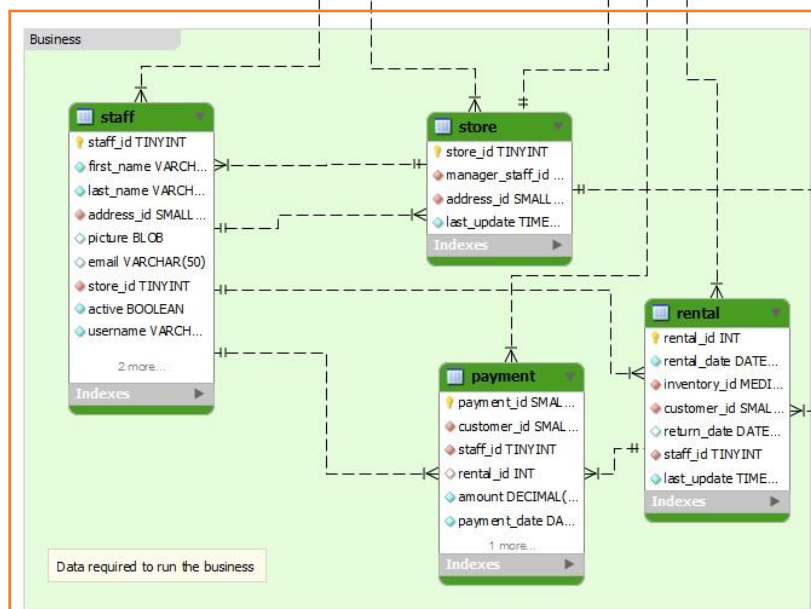 Business
staff
staff_id TINYINT
first_name VARCH...
last_name VARCH...
address_id SMALL...
picture BLOB
email VARCHAR(50)
store_id TINYINT
active BOOLEAN
username VARCH...
2 more...
Indexes
store
store_id TINYINT
manager_staff_id ...
address_id SMALL...
last_update TIME...
Indexes
payment
payment_id SMAL...
customer_id SMAL...
staff_id TINYINT
rental_id INT
amount DECIMAL(...
payment_date DA...
1 more...
Indexes
rental
rental_id INT
rental_date DATE...
inventory_id MEDI...
customer_id SMAL...
return_date DATE...
staff_id TINYINT
last_update TIME...
Indexes
Data required to run the business